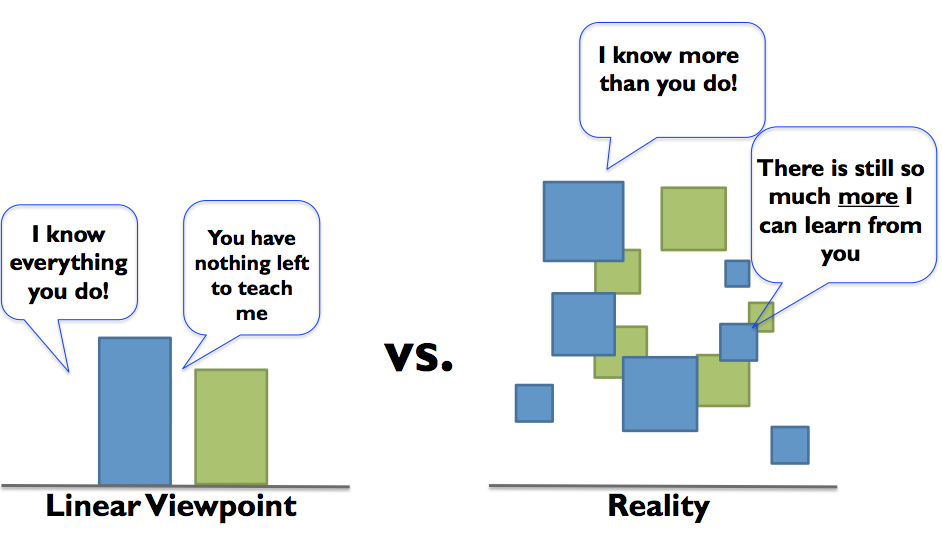 I know
everything
you do!
You have
nothing left
to teach
me
Linear Viewpoint
vs.
I know more
than you do!
There is still so
much more I
can learn from
you
Reality